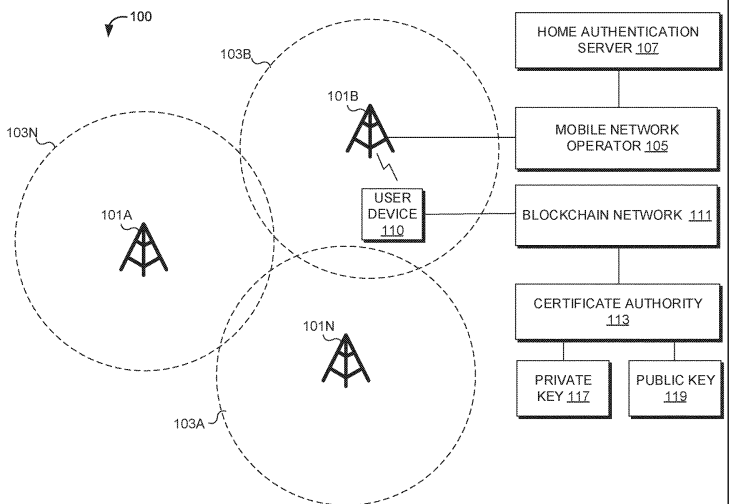 100
103B
101B
103N
101A
101N
103A
USER
DEVICE
110
HOME AUTHENTICATION
SERVER 107
MOBILE NETWORK
OPERATOR 105
BLOCKCHAIN NETWORK 111
CERTIFICATE AUTHORITY
113
PRIVATE
KEY 117
PUBLIC KEY
119